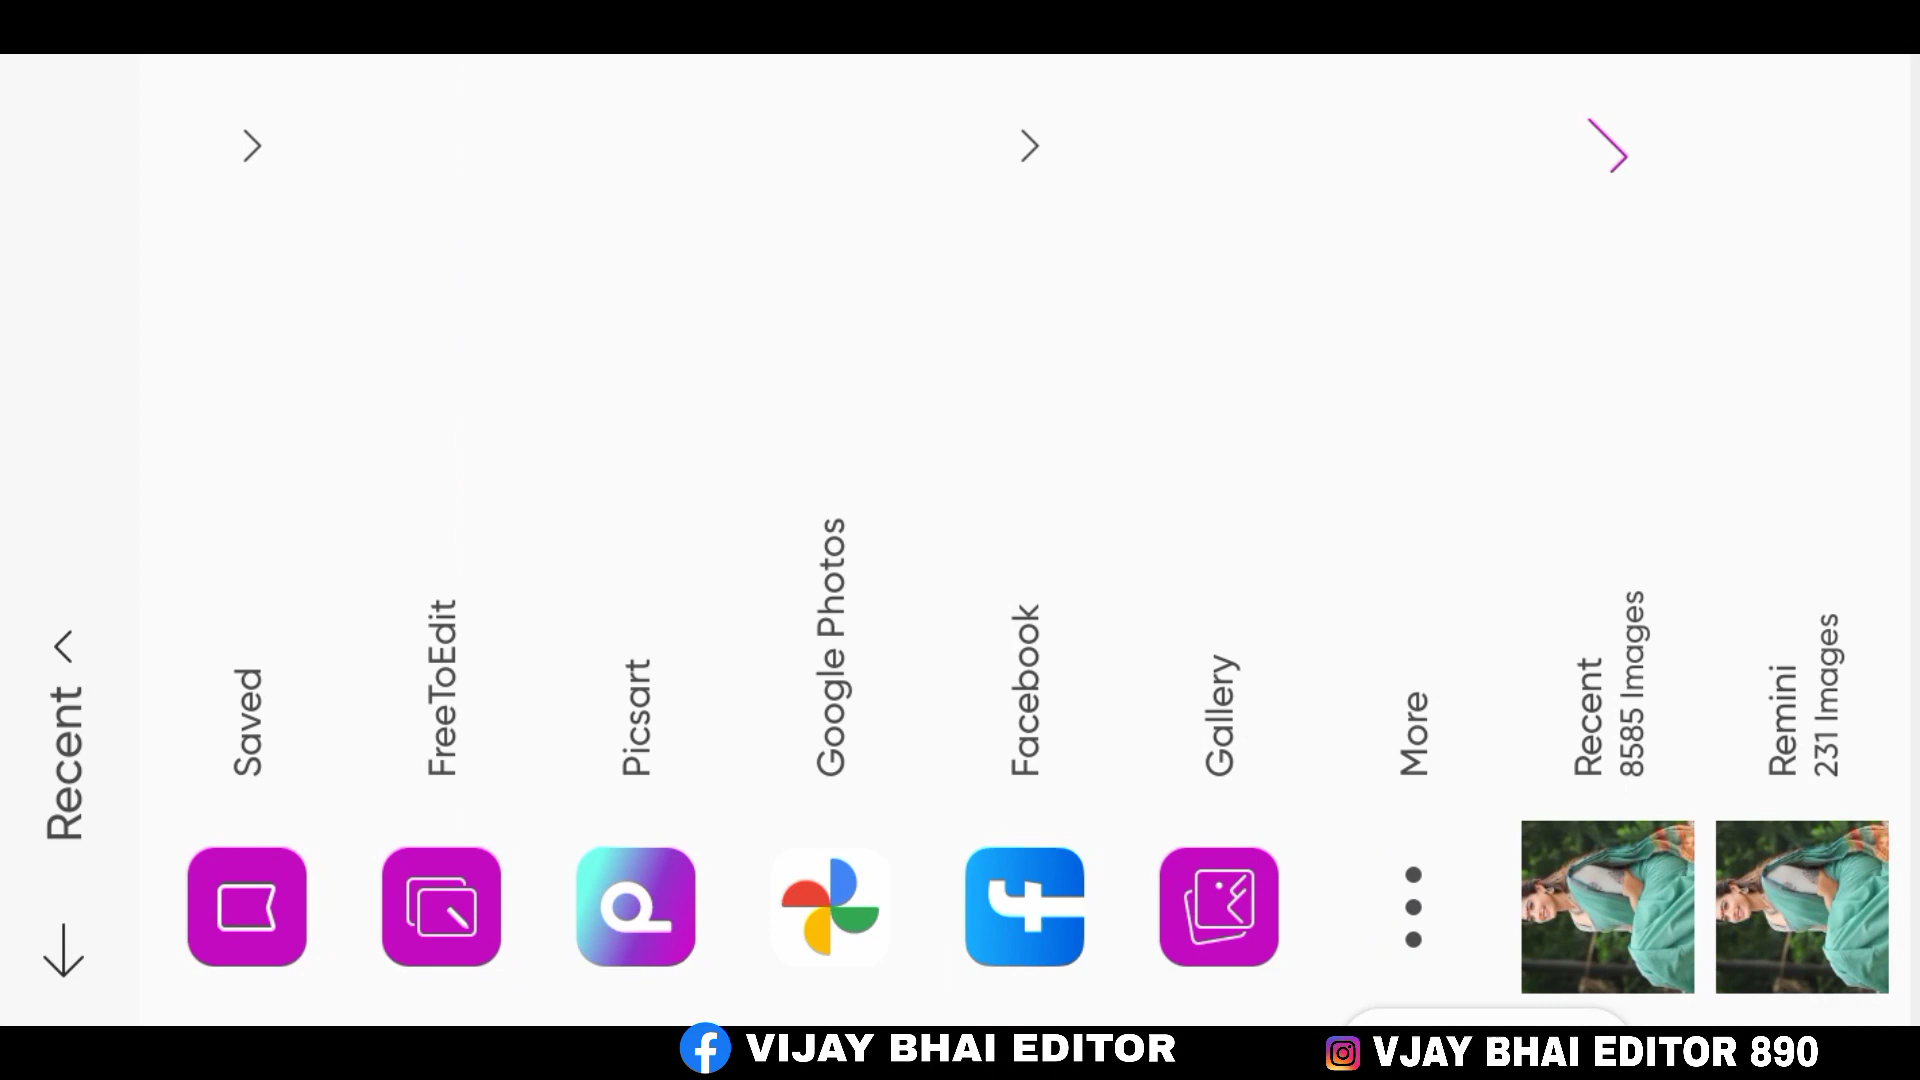 Recent
Saved
FreeToEdit
Picsart
Google Photos
Facebook
Gallery
More
Recent
8585 Images
Remini
2231 Images
VIJAY BHAI EDITOR
VJAY BHAI EDITOR 890